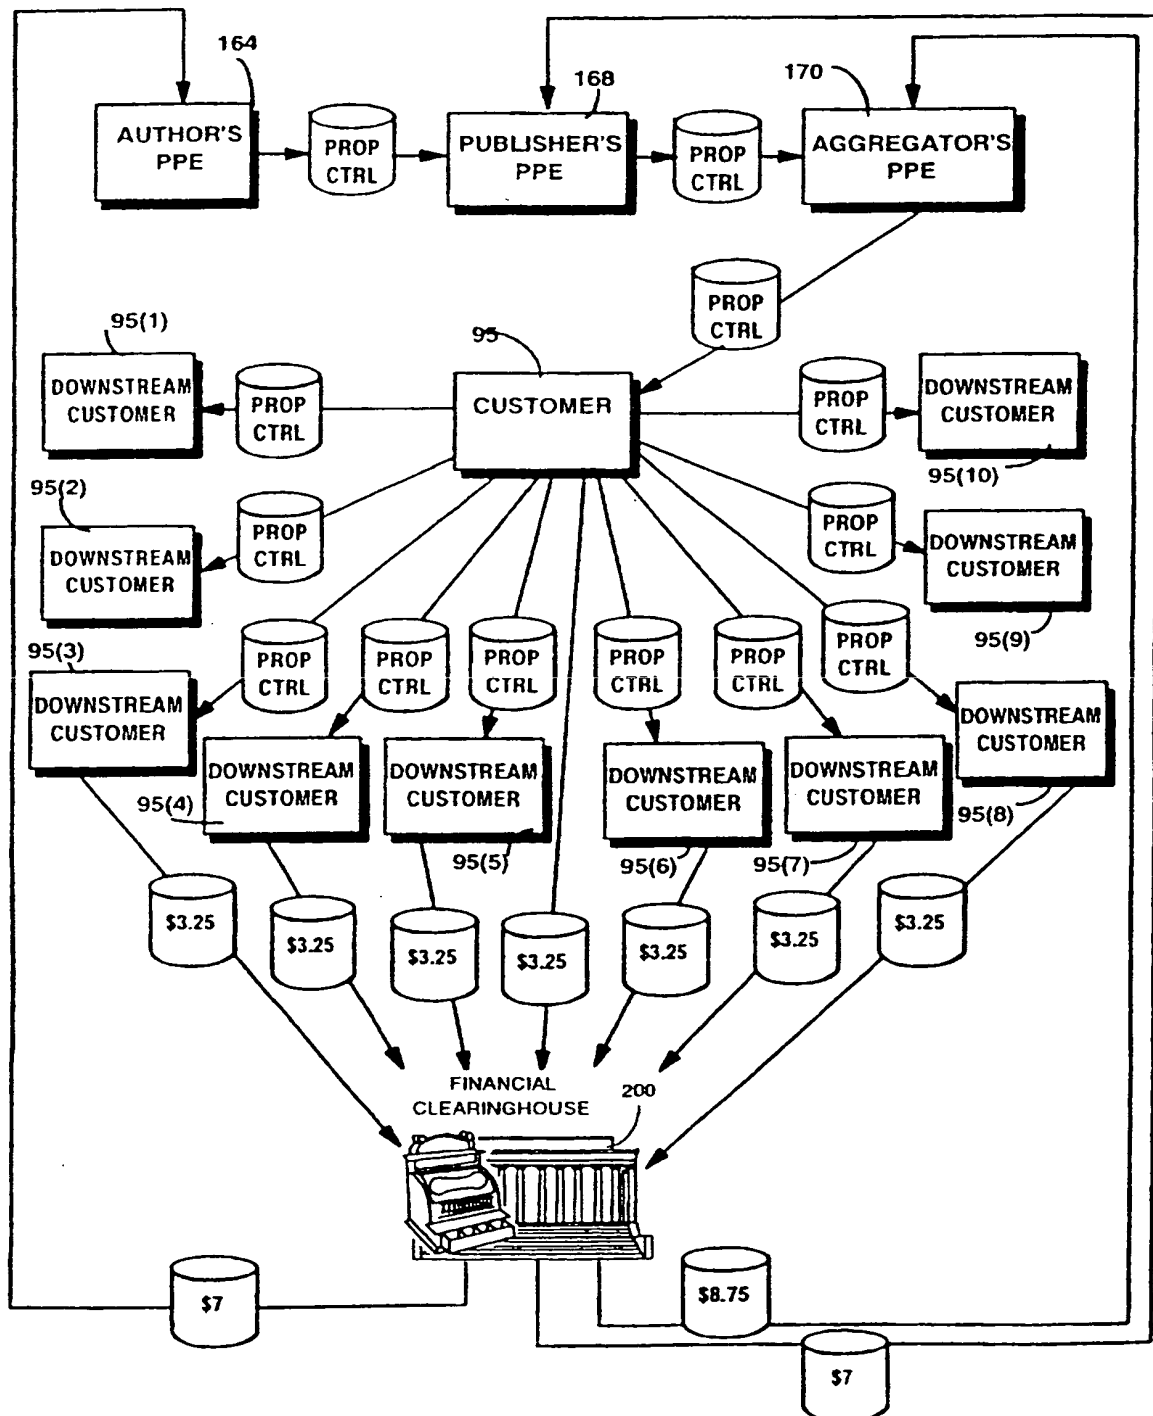 164
168
170
AUTHOR'S
PPE
PROP
CTRL
PUBLISHER'S
PPE
PROP
CTRL
AGGREGATOR'S
PPE
PROP
CTRL
95(1)
95
DOWNSTREAM
CUSTOMER
PROP
CTRL
CUSTOMER
PROP
CTRL
DOWNSTREAM
CUSTOMER
95(10)
95(2)
DOWNSTREAM
CUSTOMER
PROP
CTRL
PROP
CTRL
DOWNSTREAM
CUSTOMER
95(9)
95(3)
DOWNSTREAM
CUSTOMER
PROP
CTRL
PROP
CTRL
PROP
CTRL
PROP
CTRL
PROP
CTRL
PROP
CTRL
DOWNSTREAM
CUSTOMER
95(8)
95(4)
DOWNSTREAM
CUSTOMER
DOWNSTREAM
CUSTOMER
95(5)
DOWNSTREAM
CUSTOMER
95(6)
DOWNSTREAM
CUSTOMER
95(7)
$3.25
$3.25
$3.25
$3.25
$3.25
$3.25
$3.25
FINANCIAL
CLEARINGHOUSE
200
$7
$8.75
$7